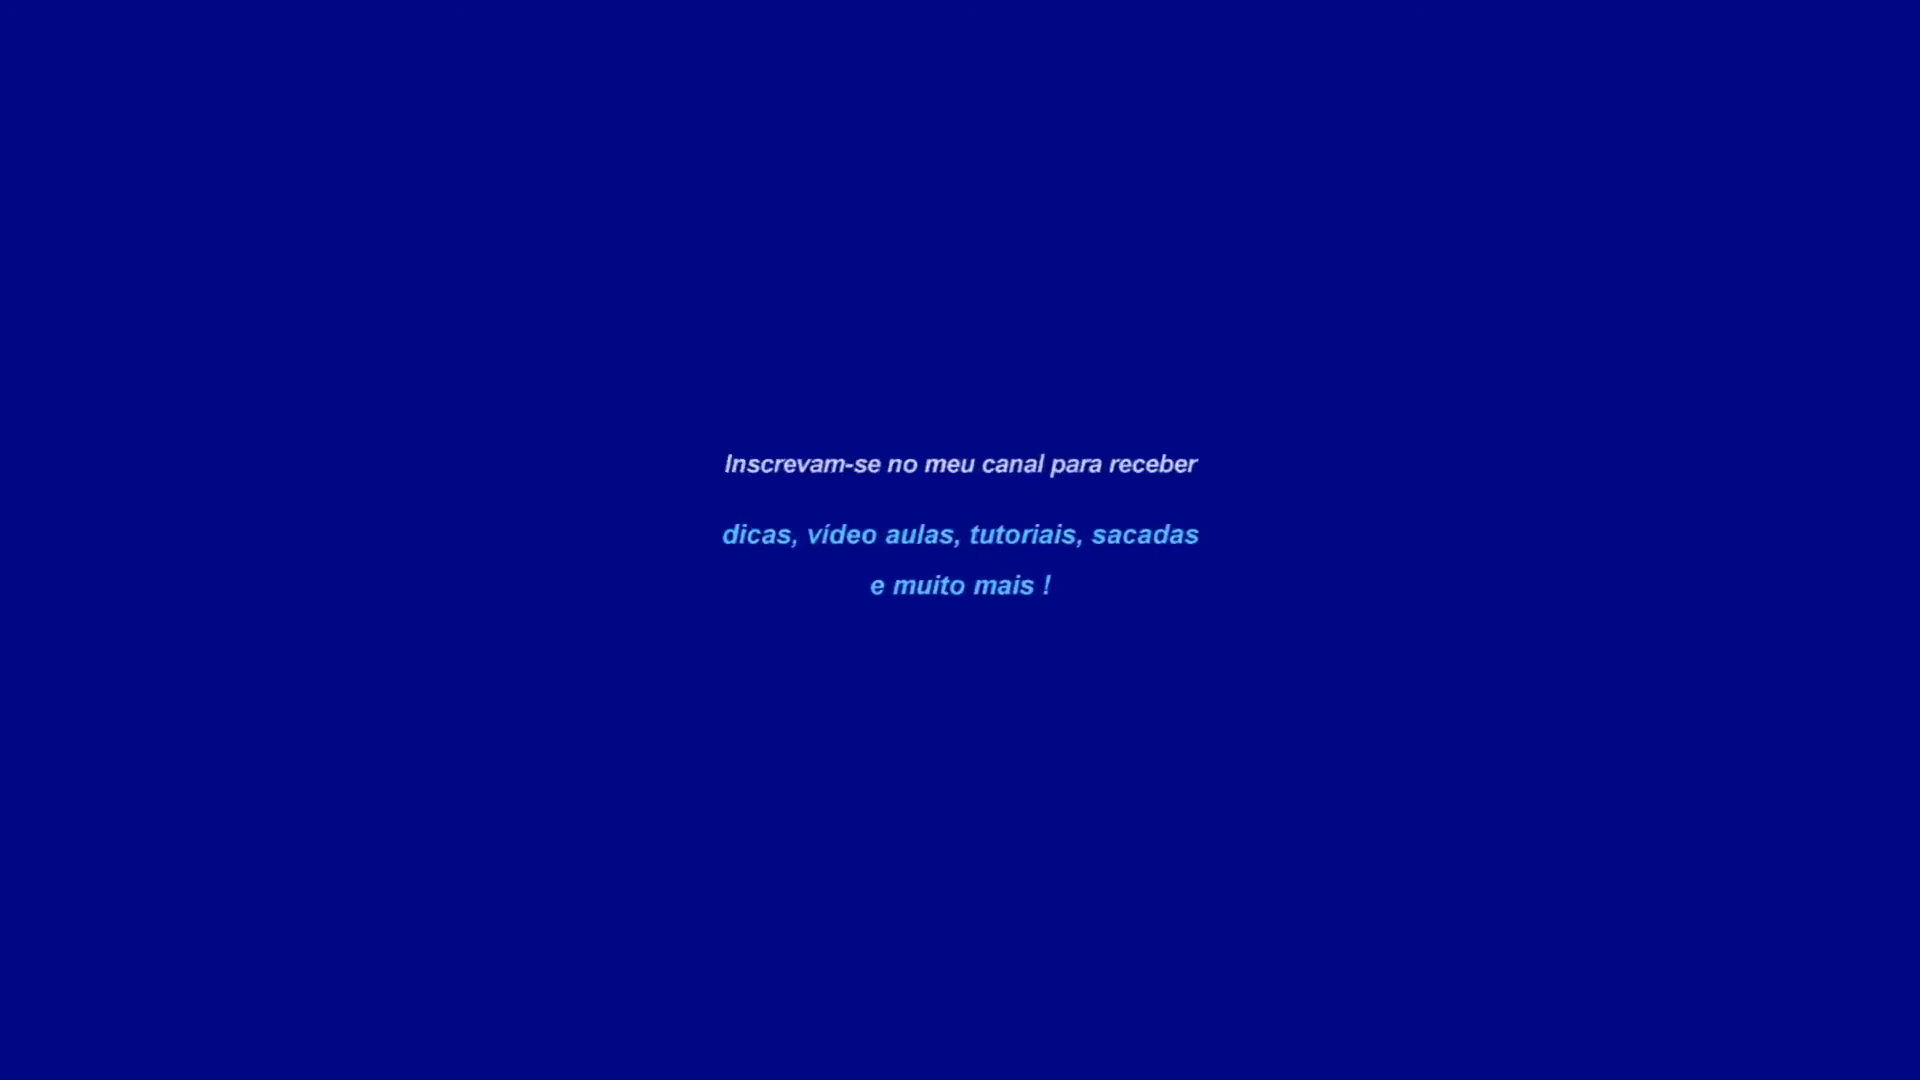 Inscrevam-se no meu canal para receber
dicas, vídeo aulas, tutoriais, sacadas
e muito mais !